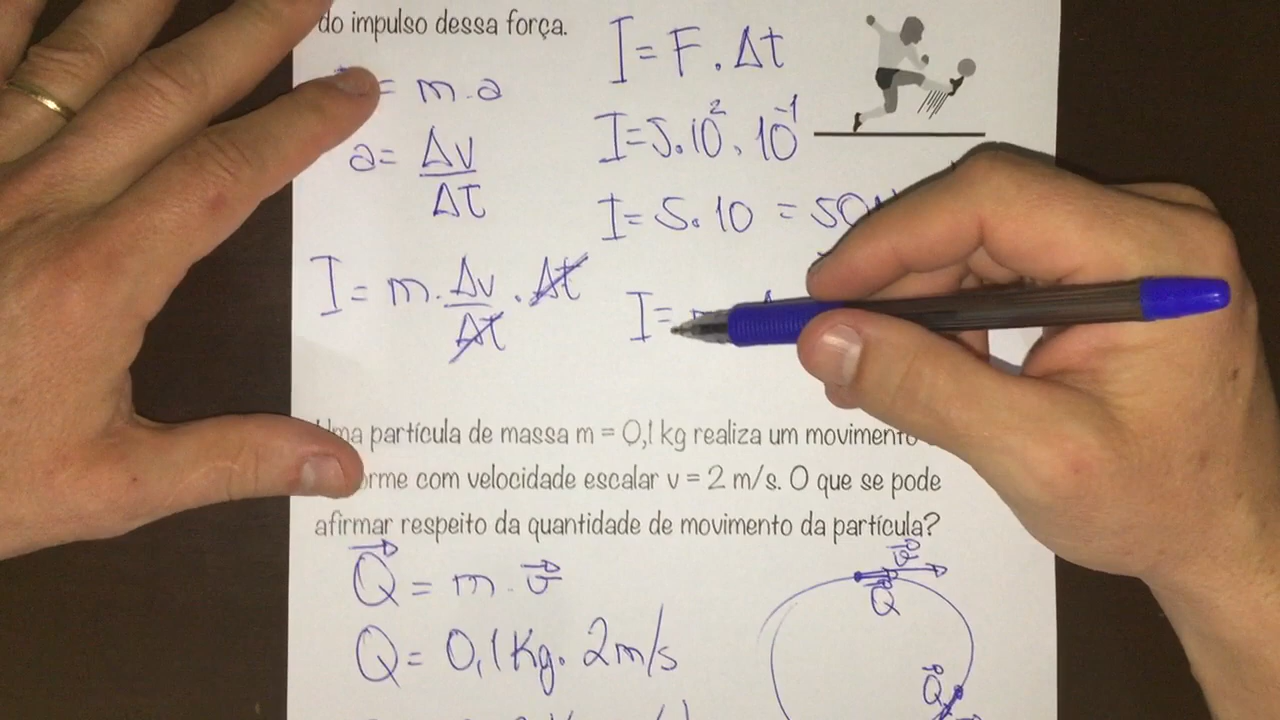 do impulso dessa força.
I = F . Δt
= m . a
I = 5 . 10² . 10⁻¹
a = Δv
Δt
I = 5 . 10 = 50
I = m . Δv . Δt
Δt
I =
Uma partícula de massa m = 0,1 kg realiza um movimento
com velocidade escalar v = 2 m/s. O que se pode
afirmar respeito da quantidade de movimento da partícula?
Q⃗ = m . v⃗
Q⃗
Q = 0,1 Kg . 2 m/s
Q⃗